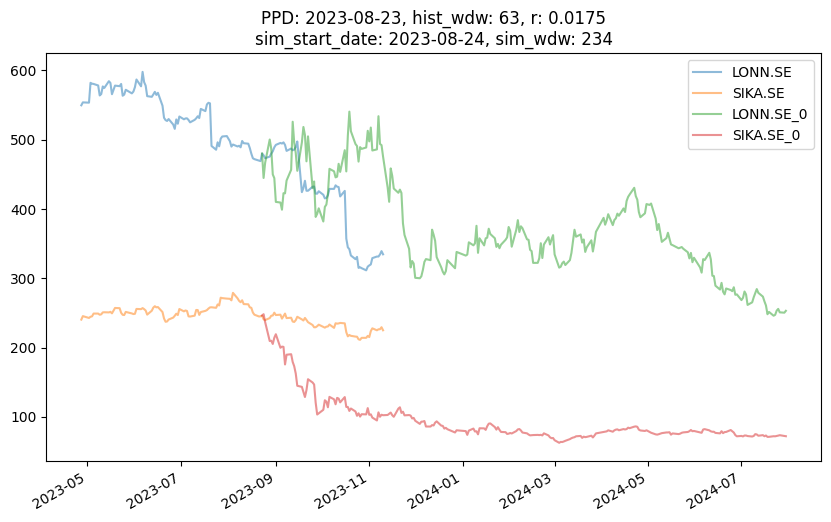 PPD: 2023-08-23, hist_wdw: 63, r: 0.0175
sim_start_date: 2023-08-24, sim_wdw: 234
LONN.SE
SIKA.SE
LONN.SE_0
SIKA.SE_0
600
500
400
300
200
100
2023-05
2023-07
2023-09
2023-11
2024-01
2024-03
2024-05
2024-07